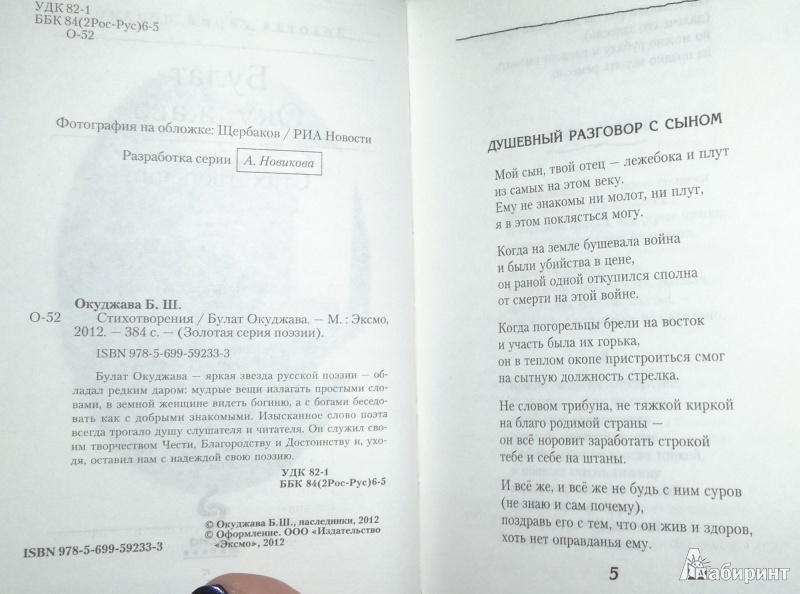 УДК 82-1
ББК 84(2Рос-Рус)6-5
О-52
Фотография на обложке: Щербаков / РИА Новости
Разработка серии А. Новикова
Окуджава Б. Ш.
О-52 Стихотворения / Булат Окуджава. — М. : Эксмо,
2012. — 384 с. — (Золотая серия поэзии).
ISBN 978-5-699-59233-3
Булат Окуджава — яркая звезда русской поэзии — об-
ладал редким даром: мудрые вещи излагать простыми сло-
вами, в земной женщине видеть богиню, а с богами беседо-
вать как с добрыми знакомыми. Изысканное слово поэта
всегда трогало душу слушателя и читателя. Он служил сво-
им творчеством Чести, Благородству и Достоинству и, ухо-
дя, оставил нам с надеждой свою поэзию.
УДК 82-1
ББК 84(2Рос-Рус)6-5
© Окуджава Б.Ш., наследники, 2012
© Оформление. ООО «Издательство
«Эксмо», 2012
ISBN 978-5-699-59233-3
ДУШЕВНЫЙ РАЗГОВОР С СЫНОМ
Мой сын, твой отец — лежебока и плут
из самых на этом веку.
Ему не знакомы ни молот, ни плуг,
я в этом поклясться могу.
Когда на земле бушевала война
и были убийства в цене,
он раной одной откупился сполна
от смерти на этой войне.
Когда погорельцы брели на восток
и участь была их горька,
он в теплом окопе пристроиться смог
на сытную должность стрелка.
Не словом трибуна, не тяжкой киркой
на благо родимой страны —
он всё норовит заработать строкой
тебе и себе на штаны.
И всё же, и всё же не будь с ним суров
(не знаю и сам почему),
поздравь его с тем, что он жив и здоров,
хоть нет оправданья ему.
5
Лабиринт